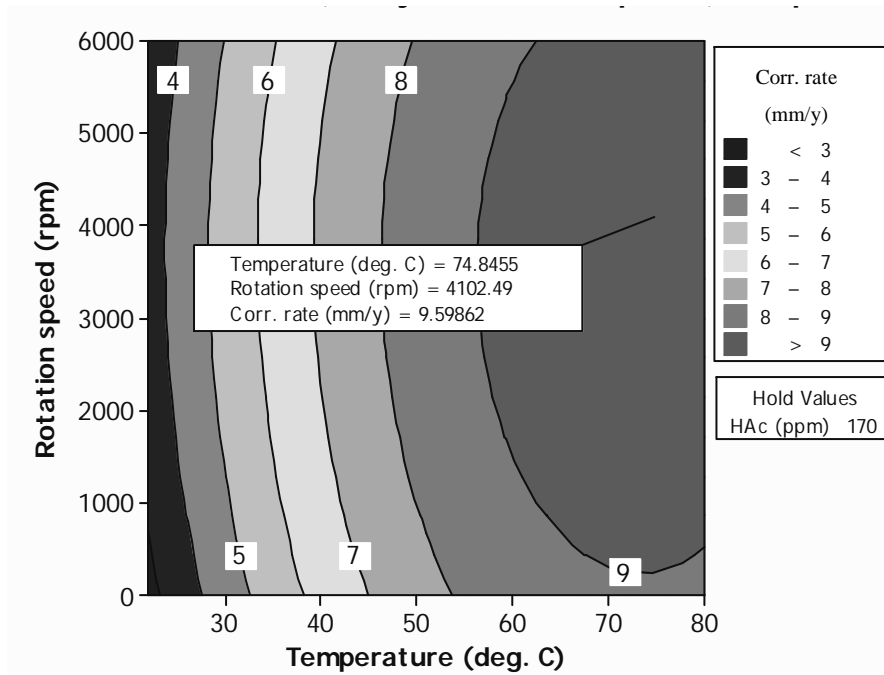 6000
5000
4000
3000
2000
1000
0
Rotation speed (rpm)
30 40 50 60 70 80
Temperature (deg. C)
4 6 8
5 7 9
Temperature (deg. C) = 74.8455
Rotation speed (rpm) = 4102.49
Corr. rate (mm/y) = 9.59862
Corr. rate
(mm/y)
< 3
3 – 4
4 – 5
5 – 6
6 – 7
7 – 8
8 – 9
> 9
Hold Values
HAc (ppm) 170